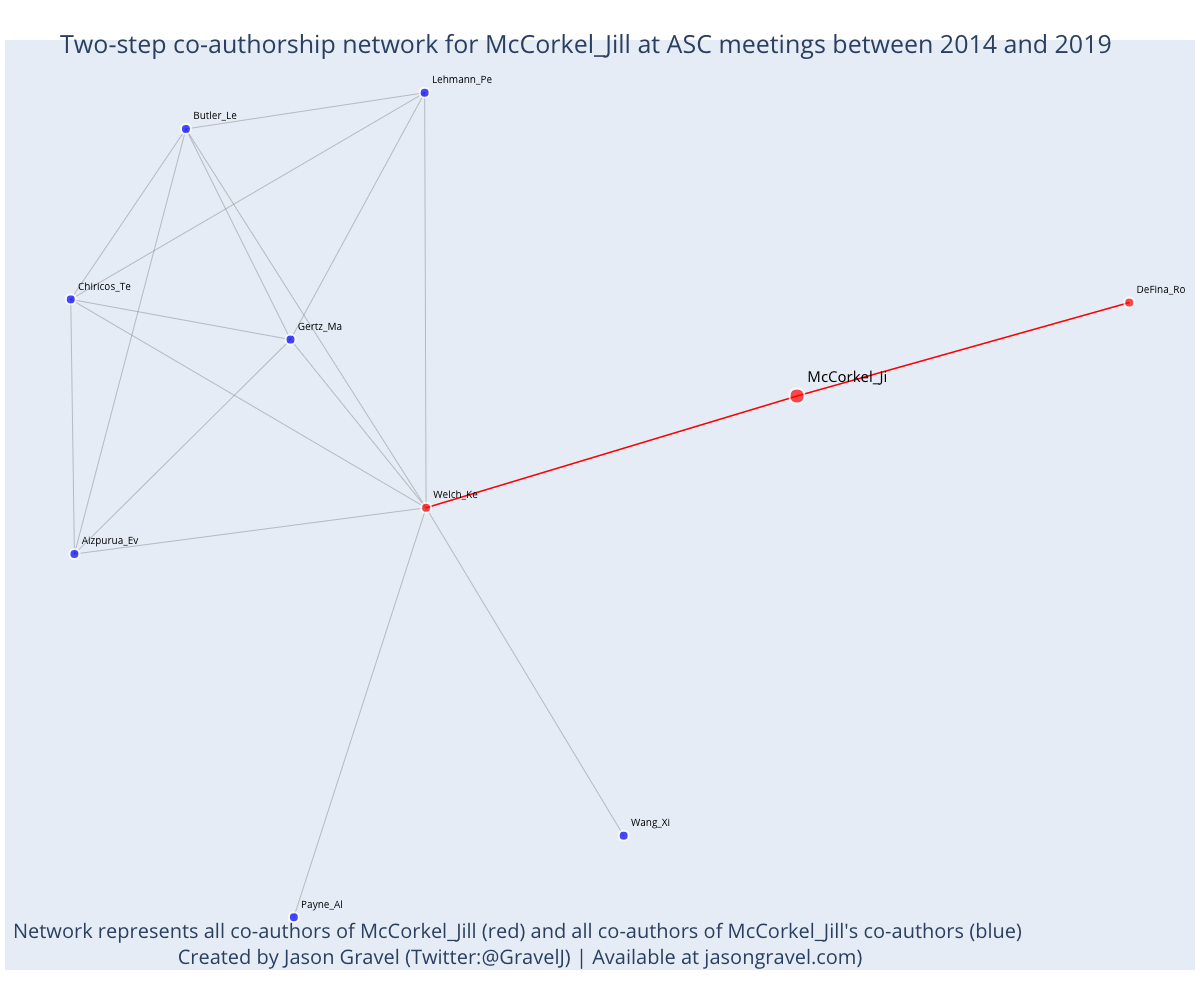 Two-step co-authorship network for McCorkel_Jill at ASC meetings between 2014 and 2019
Lehmann_Pe
Butler_Le
Chiricos_Te
DeFina_Ro
Gertz_Ma
McCorkel_Ji
Welch_Ke
Aizpurua_Ev
Wang_Xi
Payne_Al
Network represents all co-authors of McCorkel_Jill (red) and all co-authors of McCorkel_Jill's co-authors (blue)
Created by Jason Gravel (Twitter:@GravelJ) | Available at jasongravel.com)